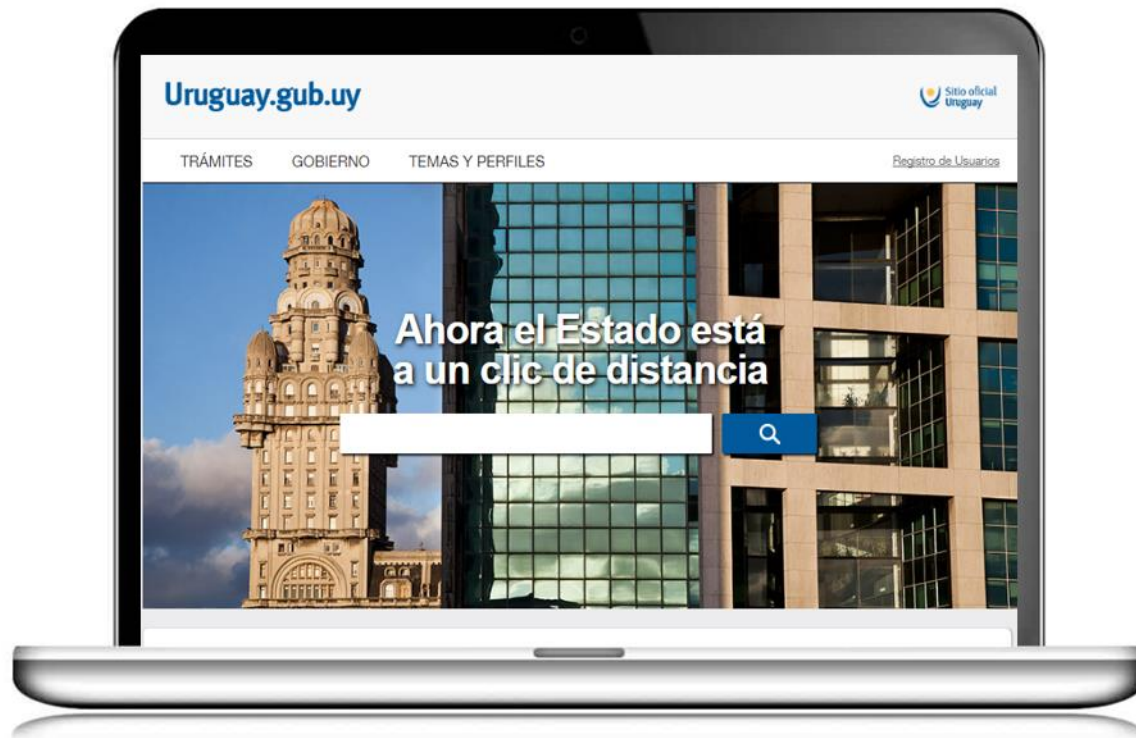 Uruguay.gub.uy
Sitio oficial
Uruguay
TRÁMITES GOBIERNO TEMAS Y PERFILES Registro de Usuarios
Ahora el Estado está
a un clic de distancia